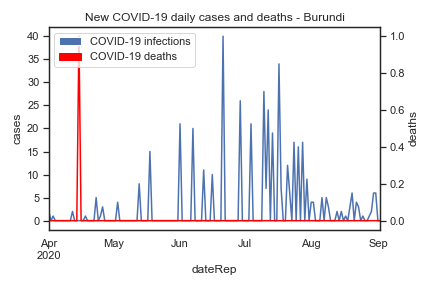 New COVID-19 daily cases and deaths - Burundi
COVID-19 infections
COVID-19 deaths
40
35
30
25
20
15
10
5
0
cases
1.0
0.8
0.6
0.4
0.2
0.0
deaths
Apr
2020
May
Jun
Jul
Aug
Sep
dateRep